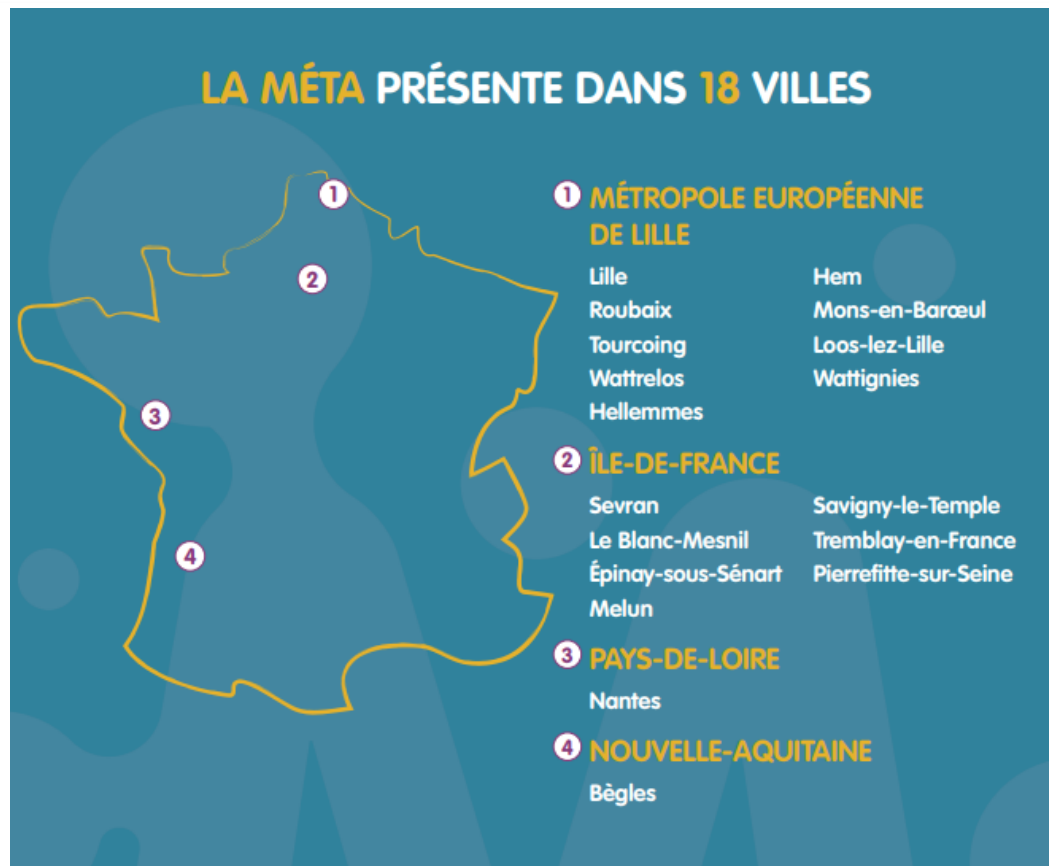 LA MÉTA PRÉSENTE DANS 18 VILLES
1
2
3
4
1 MÉTROPOLE EUROPÉENNE
DE LILLE
Lille
Roubaix
Tourcoing
Wattrelos
Hellemmes
Hem
Mons-en-Barœul
Loos-lez-Lille
Wattignies
2 ÎLE-DE-FRANCE
Sevran
Le Blanc-Mesnil
Épinay-sous-Sénart
Melun
Savigny-le-Temple
Tremblay-en-France
Pierrefitte-sur-Seine
3 PAYS-DE-LOIRE
Nantes
4 NOUVELLE-AQUITAINE
Bègles